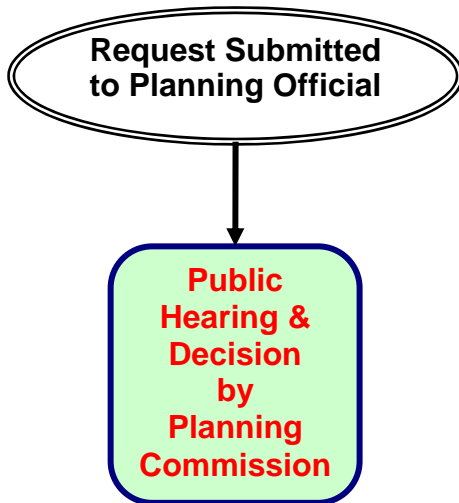 Request Submitted
to Planning Official
Public
Hearing &
Decision
by
Planning
Commission